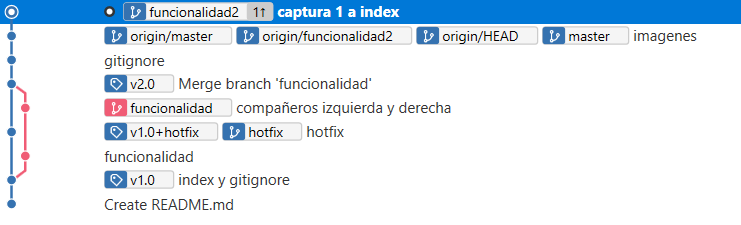 funcionalidad2 1↑ captura 1 a index
origin/master origin/funcionalidad2 origin/HEAD master imagenes
gitignore
v2.0 Merge branch 'funcionalidad'
funcionalidad compañeros izquierda y derecha
v1.0+hotfix hotfix hotfix
funcionalidad
v1.0 index y gitignore
Create README.md